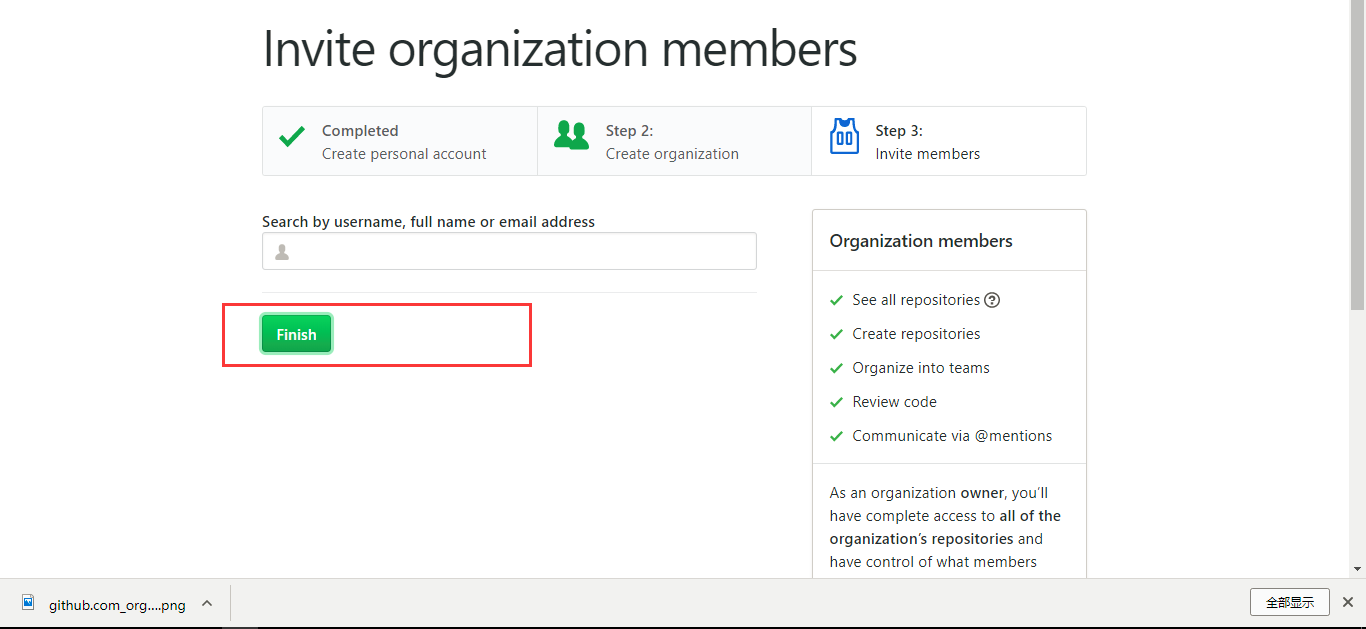 Invite organization members
Completed
Create personal account
Step 2:
Create organization
Step 3:
Invite members
Search by username, full name or email address
Finish
Organization members
See all repositories
Create repositories
Organize into teams
Review code
Communicate via @mentions
As an organization owner, you’ll
have complete access to all of the
organization’s repositories and
have control of what members
github.com_org....png
全部显示